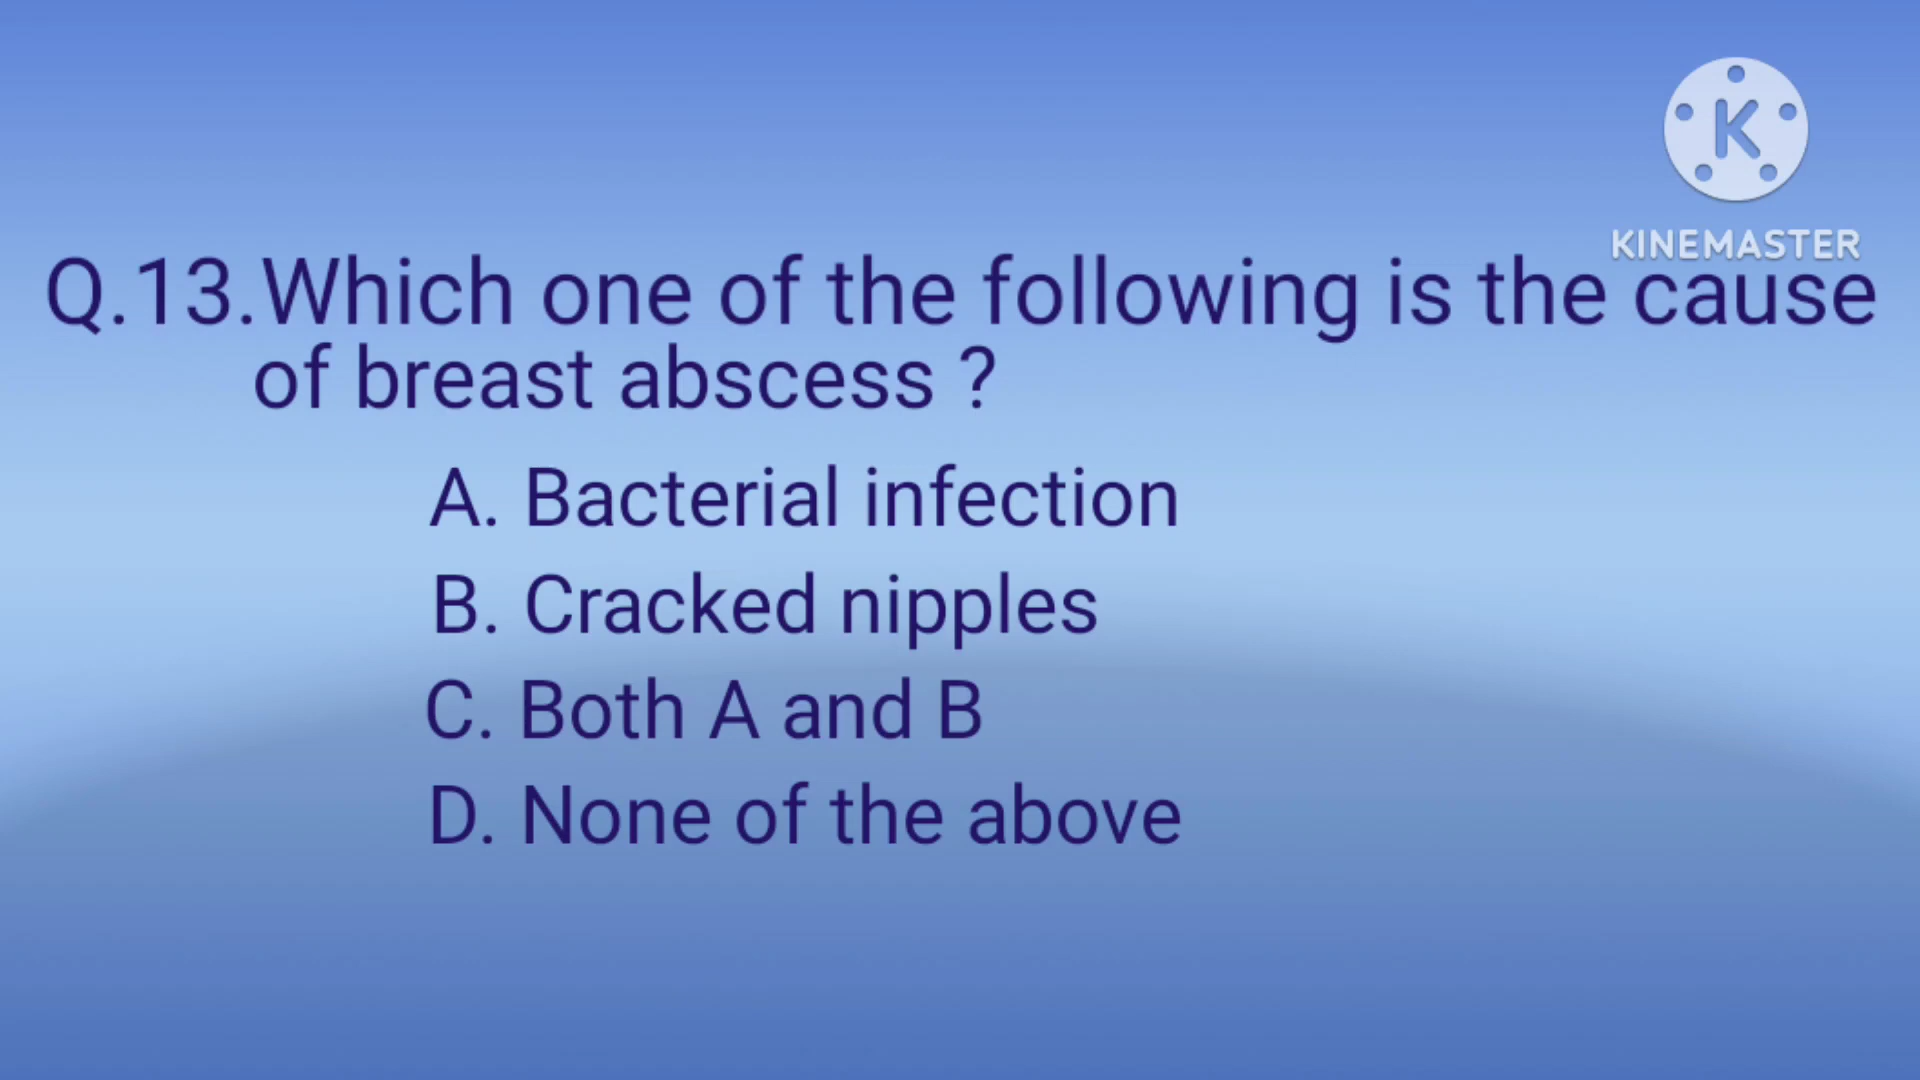 K
KINEMASTER
Q.13.Which one of the following is the cause
of breast abscess ?
A. Bacterial infection
B. Cracked nipples
C. Both A and B
D. None of the above